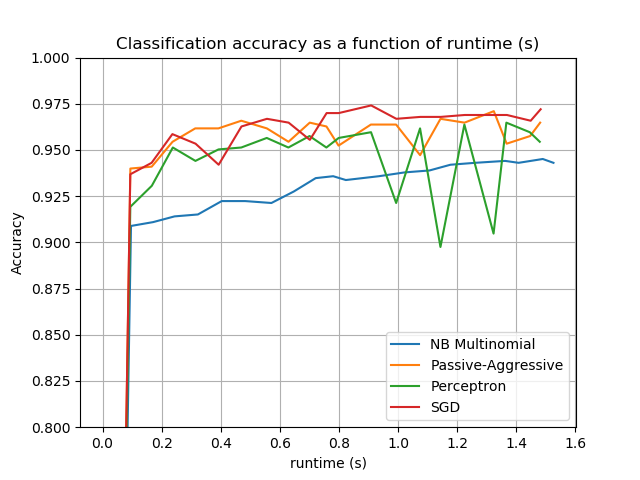 Classification accuracy as a function of runtime (s)
1.000
0.975
0.950
0.925
0.900
0.875
0.850
0.825
0.800
Accuracy
NB Multinomial
Passive-Aggressive
Perceptron
SGD
0.0 0.2 0.4 0.6 0.8 1.0 1.2 1.4 1.6
runtime (s)